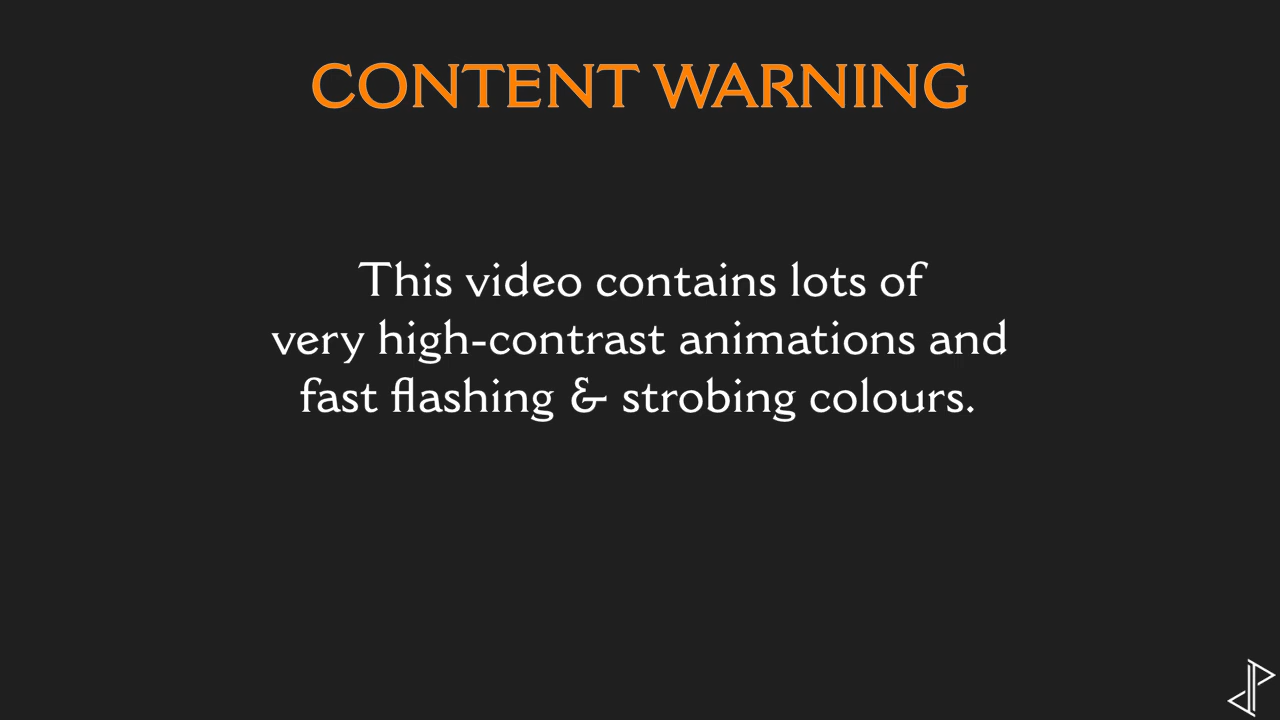 CONTENT WARNING
This video contains lots of
very high-contrast animations and
fast flashing & strobing colours.